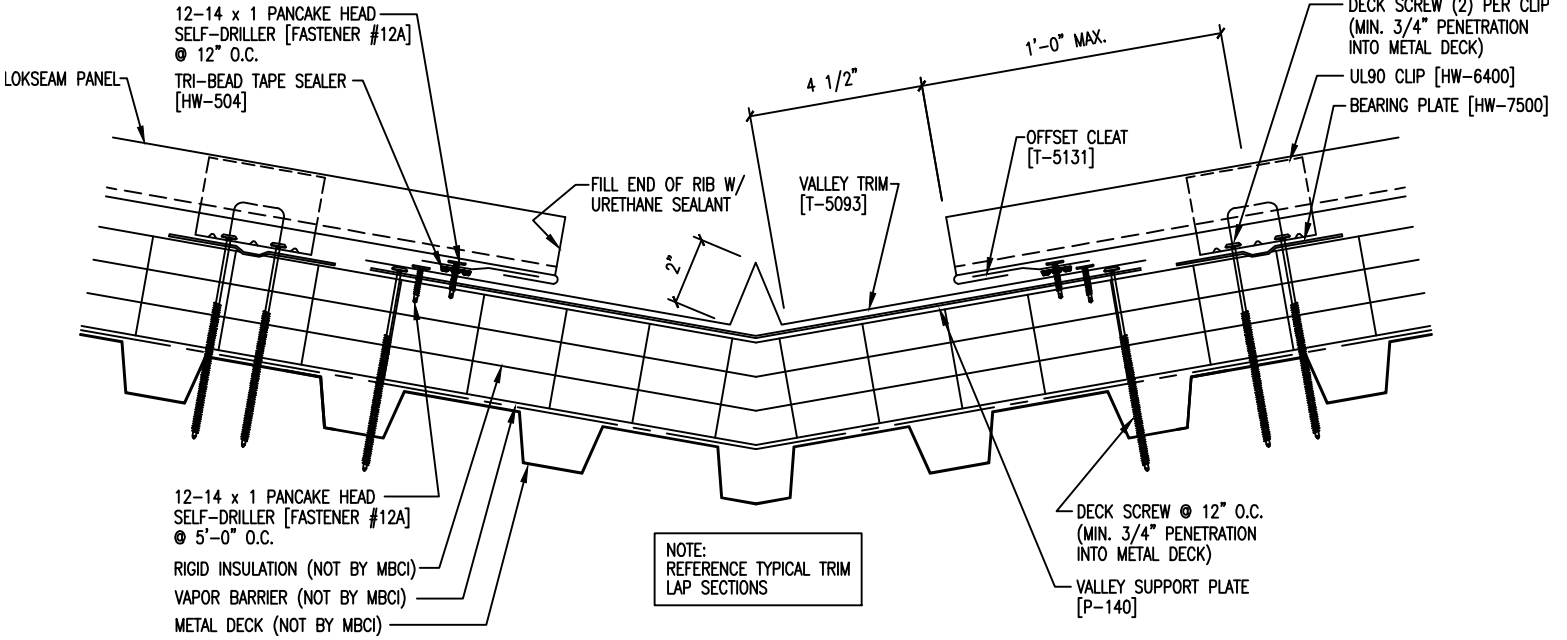 12-14 x 1 PANCAKE HEAD
SELF-DRILLER [FASTENER #12A]
@ 12" O.C.
LOKSEAM PANEL
TRI-BEAD TAPE SEALER
[HW-504]
FILL END OF RIB W/
URETHANE SEALANT
2"
4 1/2"
1'-0" MAX.
VALLEY TRIM
[T-5093]
OFFSET CLEAT
[T-5131]
DECK SCREW (2) PER CLIP
(MIN. 3/4" PENETRATION
INTO METAL DECK)
UL90 CLIP [HW-6400]
BEARING PLATE [HW-7500]
12-14 x 1 PANCAKE HEAD
SELF-DRILLER [FASTENER #12A]
@ 5'-0" O.C.
RIGID INSULATION (NOT BY MBCI)
VAPOR BARRIER (NOT BY MBCI)
METAL DECK (NOT BY MBCI)
NOTE:
REFERENCE TYPICAL TRIM
LAP SECTIONS
DECK SCREW @ 12" O.C.
(MIN. 3/4" PENETRATION
INTO METAL DECK)
VALLEY SUPPORT PLATE
[P-140]